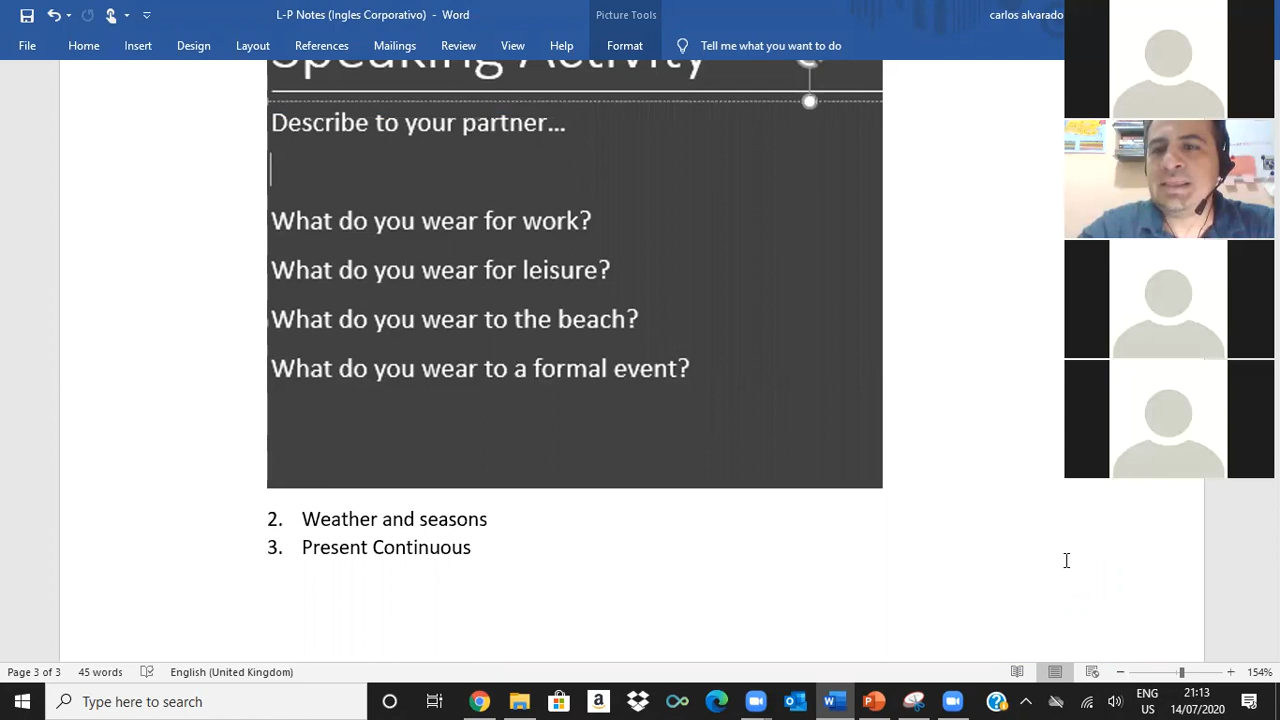 L-P Notes (Ingles Corporativo) - Word
Picture Tools
carlos alvarado
File Home Insert Design Layout References Mailings Review View Help Format Tell me what you want to do
Speaking Activity
Describe to your partner...
What do you wear for work?
What do you wear for leisure?
What do you wear to the beach?
What do you wear to a formal event?
2. Weather and seasons
3. Present Continuous
Page 3 of 3 45 words English (United Kingdom) 154%
Type here to search
ENG 21:13
US 14/07/2020